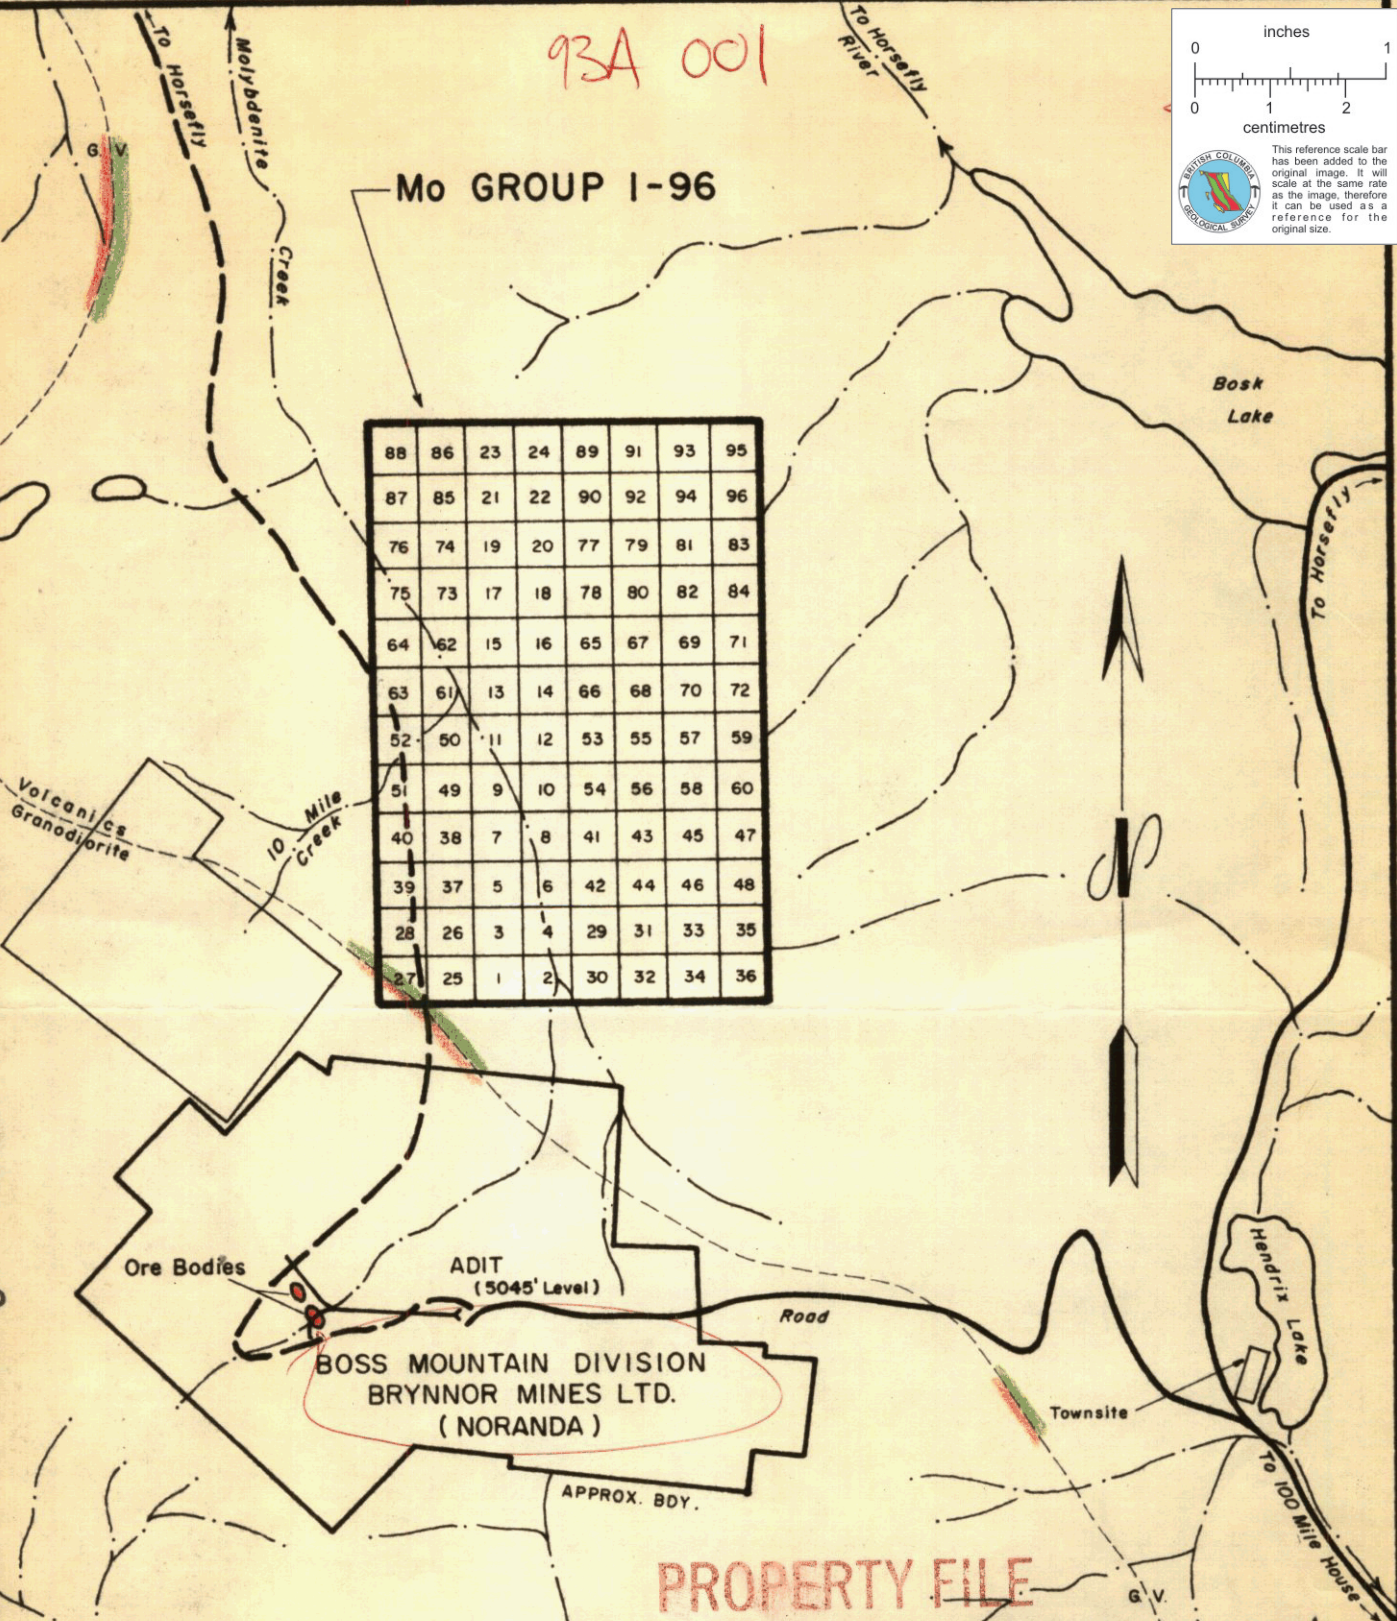 93A 001
To Horsefly
Molybdenite
Creek
To Horsefly
River
inches
0 1
0 1 2
centimetres
This reference scale bar
has been added to the
original image. It will
scale at the same rate
as the image, therefore
it can be used as a
reference for the
original size.
BRITISH COLUMBIA
GEOLOGICAL SURVEY
G V
Mo GROUP 1-96
Bosk
Lake
To Horsefly
88 86 23 24 89 91 93 95
87 85 21 22 90 92 94 96
76 74 19 20 77 79 81 83
75 73 17 18 78 80 82 84
64 62 15 16 65 67 69 71
63 61 13 14 66 68 70 72
52 50 11 12 53 55 57 59
51 49 9 10 54 56 58 60
40 38 7 8 41 43 45 47
39 37 5 6 42 44 46 48
28 26 3 4 29 31 33 35
27 25 1 2 30 32 34 36
Volcanics
Granodiorite
10 Mile
Creek
N
Ore Bodies
ADIT
(5045' Level)
Road
Hendrix Lake
BOSS MOUNTAIN DIVISION
BRYNNOR MINES LTD.
(NORANDA)
Townsite
APPROX. BDY.
To 100 Mile House
PROPERTY FILE
G. V.